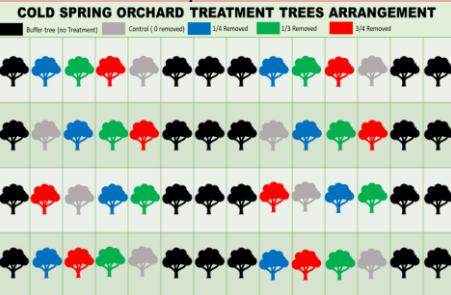 COLD SPRING ORCHARD TREATMENT TREES ARRANGEMENT
Buffer tree (no Treatment) Control ( 0 removed) 1/4 Removed 1/3 Removed 3/4 Removed